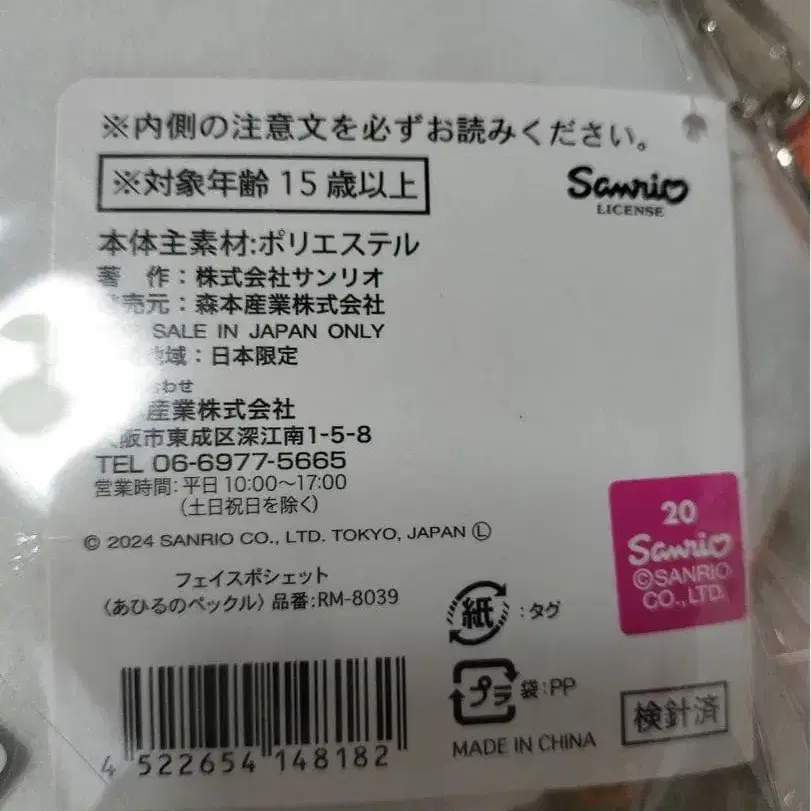 ※内側の注意文を必ずお読みください。
※対象年齢 15 歳以上
Sanrio
LICENSE
本体主素材:ポリエステル
著 作：株式会社サンリオ
売元：森本産業株式会社
SALE IN JAPAN ONLY
地域：日本限定
わせ
産業株式会社
阪市東成区深江南1-5-8
TEL 06-6977-5665
営業時間:平日 10:00～17:00
(土日祝日を除く)
© 2024 SANRIO CO., LTD. TOKYO, JAPAN Ⓛ
フェイスポシェット
〈あひるのペックル〉 品番:RM-8039
20
Sanrio
©SANRIO
CO., LTD.
紙 :タグ
プラ 袋:PP
MADE IN CHINA
検針済
4 522654 148182